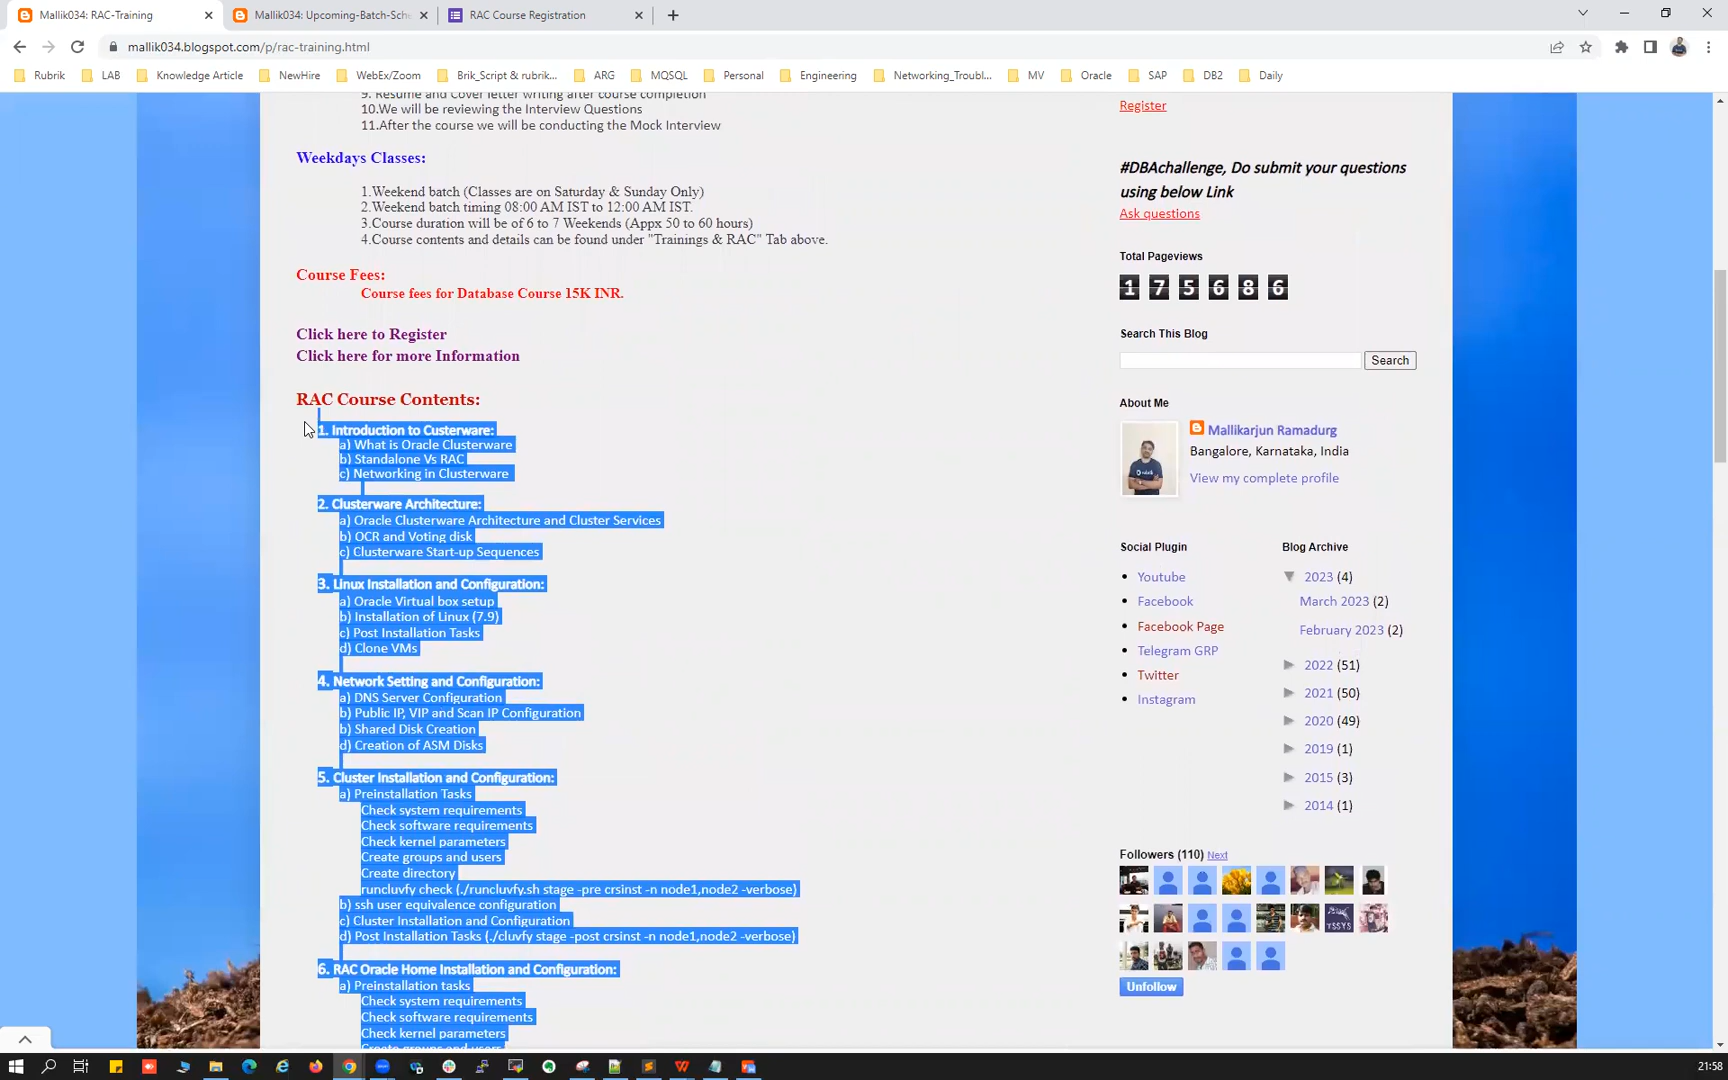 Mallik034: RAC-Training
Mallik034: Upcoming-Batch-Sch
RAC Course Registration
mallik034.blogspot.com/p/rac-training.html
Rubrik
LAB
Knowledge Article
NewHire
WebEx/Zoom
Brik_Script & rubrik...
ARG
MQSQL
Personal
Engineering
Networking_Troubl...
MV
Oracle
SAP
DB2
Daily
9. Resume and Cover letter writing after course completion
10.We will be reviewing the Interview Questions
11.After the course we will be conducting the Mock Interview
Weekdays Classes:
1.Weekend batch (Classes are on Saturday & Sunday Only)
2.Weekend batch timing 08:00 AM IST to 12:00 AM IST.
3.Course duration will be of 6 to 7 Weekends (Appx 50 to 60 hours)
4.Course contents and details can be found under "Trainings & RAC" Tab above.
Course Fees:
Course fees for Database Course 15K INR.
Click here to Register
Click here for more Information
RAC Course Contents:
1. Introduction to Custerware:
a) What is Oracle Clusterware
b) Standalone Vs RAC
c) Networking in Clusterware
2. Clusterware Architecture:
a) Oracle Clusterware Architecture and Cluster Services
b) OCR and Voting disk
c) Clusterware Start-up Sequences
3. Linux Installation and Configuration:
a) Oracle Virtual box setup
b) Installation of Linux (7.9)
c) Post Installation Tasks
d) Clone VMs
4. Network Setting and Configuration:
a) DNS Server Configuration
b) Public IP, VIP and Scan IP Configuration
b) Shared Disk Creation
d) Creation of ASM Disks
5. Cluster Installation and Configuration:
a) Preinstallation Tasks
Check system requirements
Check software requirements
Check kernel parameters
Create groups and users
Create directory
runcluvfy check (./runcluvfy.sh stage -pre crsinst -n node1,node2 -verbose)
b) ssh user equivalence configuration
c) Cluster Installation and Configuration
d) Post Installation Tasks (./cluvfy stage -post crsinst -n node1,node2 -verbose)
6. RAC Oracle Home Installation and Configuration:
a) Preinstallation tasks
Check system requirements
Check software requirements
Check kernel parameters
Create groups and users
Register
#DBAchallenge, Do submit your questions
using below Link
Ask questions
Total Pageviews
1 7 5 6 8 6
Search This Blog
Search
About Me
Mallikarjun Ramadurg
Bangalore, Karnataka, India
View my complete profile
Social Plugin
Youtube
Facebook
Facebook Page
Telegram GRP
Twitter
Instagram
Blog Archive
2023 (4)
March 2023 (2)
February 2023 (2)
2022 (51)
2021 (50)
2020 (49)
2019 (1)
2015 (3)
2014 (1)
Followers (110) Next
Unfollow
21:58